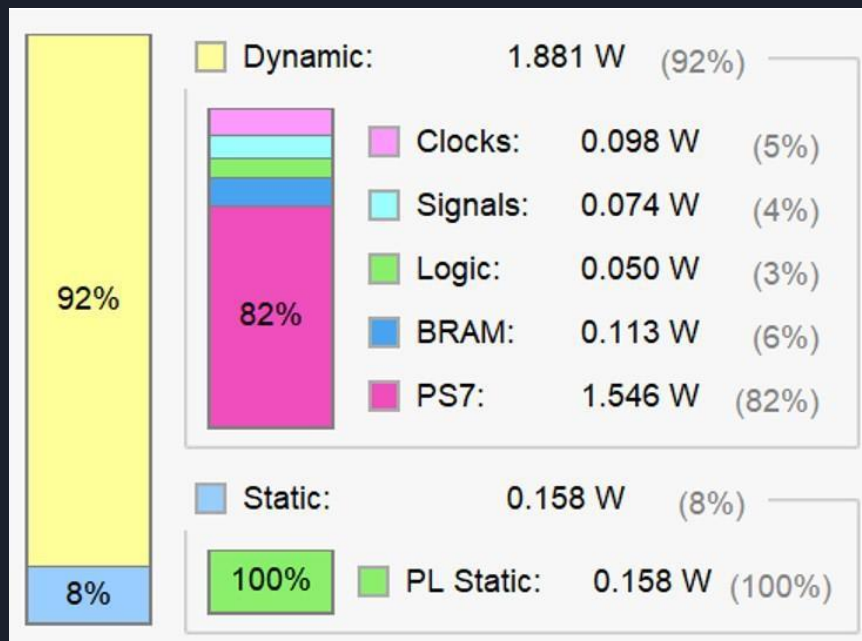 Dynamic: 1.881 W (92%)
Clocks: 0.098 W (5%)
Signals: 0.074 W (4%)
Logic: 0.050 W (3%)
92%
82%
BRAM: 0.113 W (6%)
PS7: 1.546 W (82%)
Static: 0.158 W (8%)
8%
100%
PL Static: 0.158 W (100%)